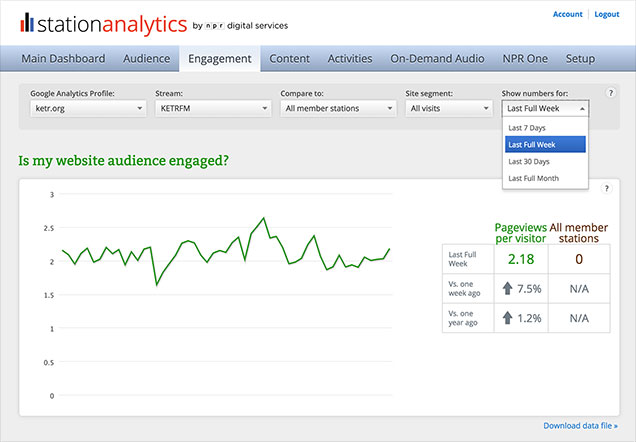 Account | Logout
stationanalytics by npr digital services
Main Dashboard Audience Engagement Content Activities On-Demand Audio NPR One Setup
Google Analytics Profile: Stream: Compare to: Site segment: Show numbers for: ?
ketr.org KETRFM All member stations All visits Last Full Week
Last 7 Days
Last Full Week
Last 30 Days
Last Full Month
Is my website audience engaged?
?
3
2.5
2
1.5
1
0.5
0
Pageviews per visitor All member stations
Last Full Week 2.18 0
Vs. one week ago 7.5% N/A
Vs. one year ago 1.2% N/A
Download data file »